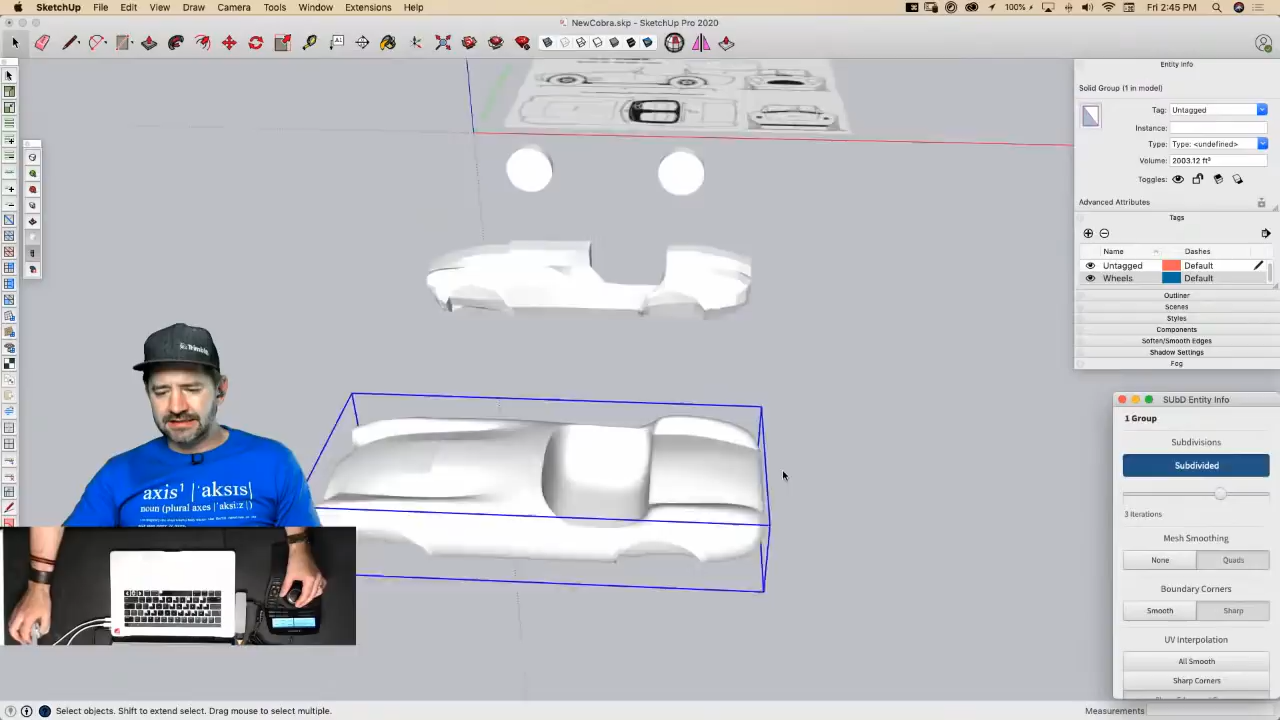 SketchUp File Edit View Draw Camera Tools Window Extensions Help 100% Fri 2:45 PM
NewCobra.skp - SketchUp Pro 2020
Entity Info
Solid Group (1 in model)
Tag: Untagged
Instance:
Type: Type: <undefined>
Volume: 2003.12 ft³
Toggles:
Advanced Attributes
Tags
Name Dashes
Untagged Default
Wheels Default
Outliner
Scenes
Styles
Components
Soften/Smooth Edges
Shadow Settings
Fog
SUbD Entity Info
1 Group
Subdivisions
Subdivided
3 Iterations
Mesh Smoothing
None Quads
Boundary Corners
Smooth Sharp
UV Interpolation
All Smooth
Sharp Corners
Trimble
axis¹ |ˈaksɪs|
noun (plural axes |ˈakˌsi:z|)
Select objects. Shift to extend select. Drag mouse to select multiple.
Measurements